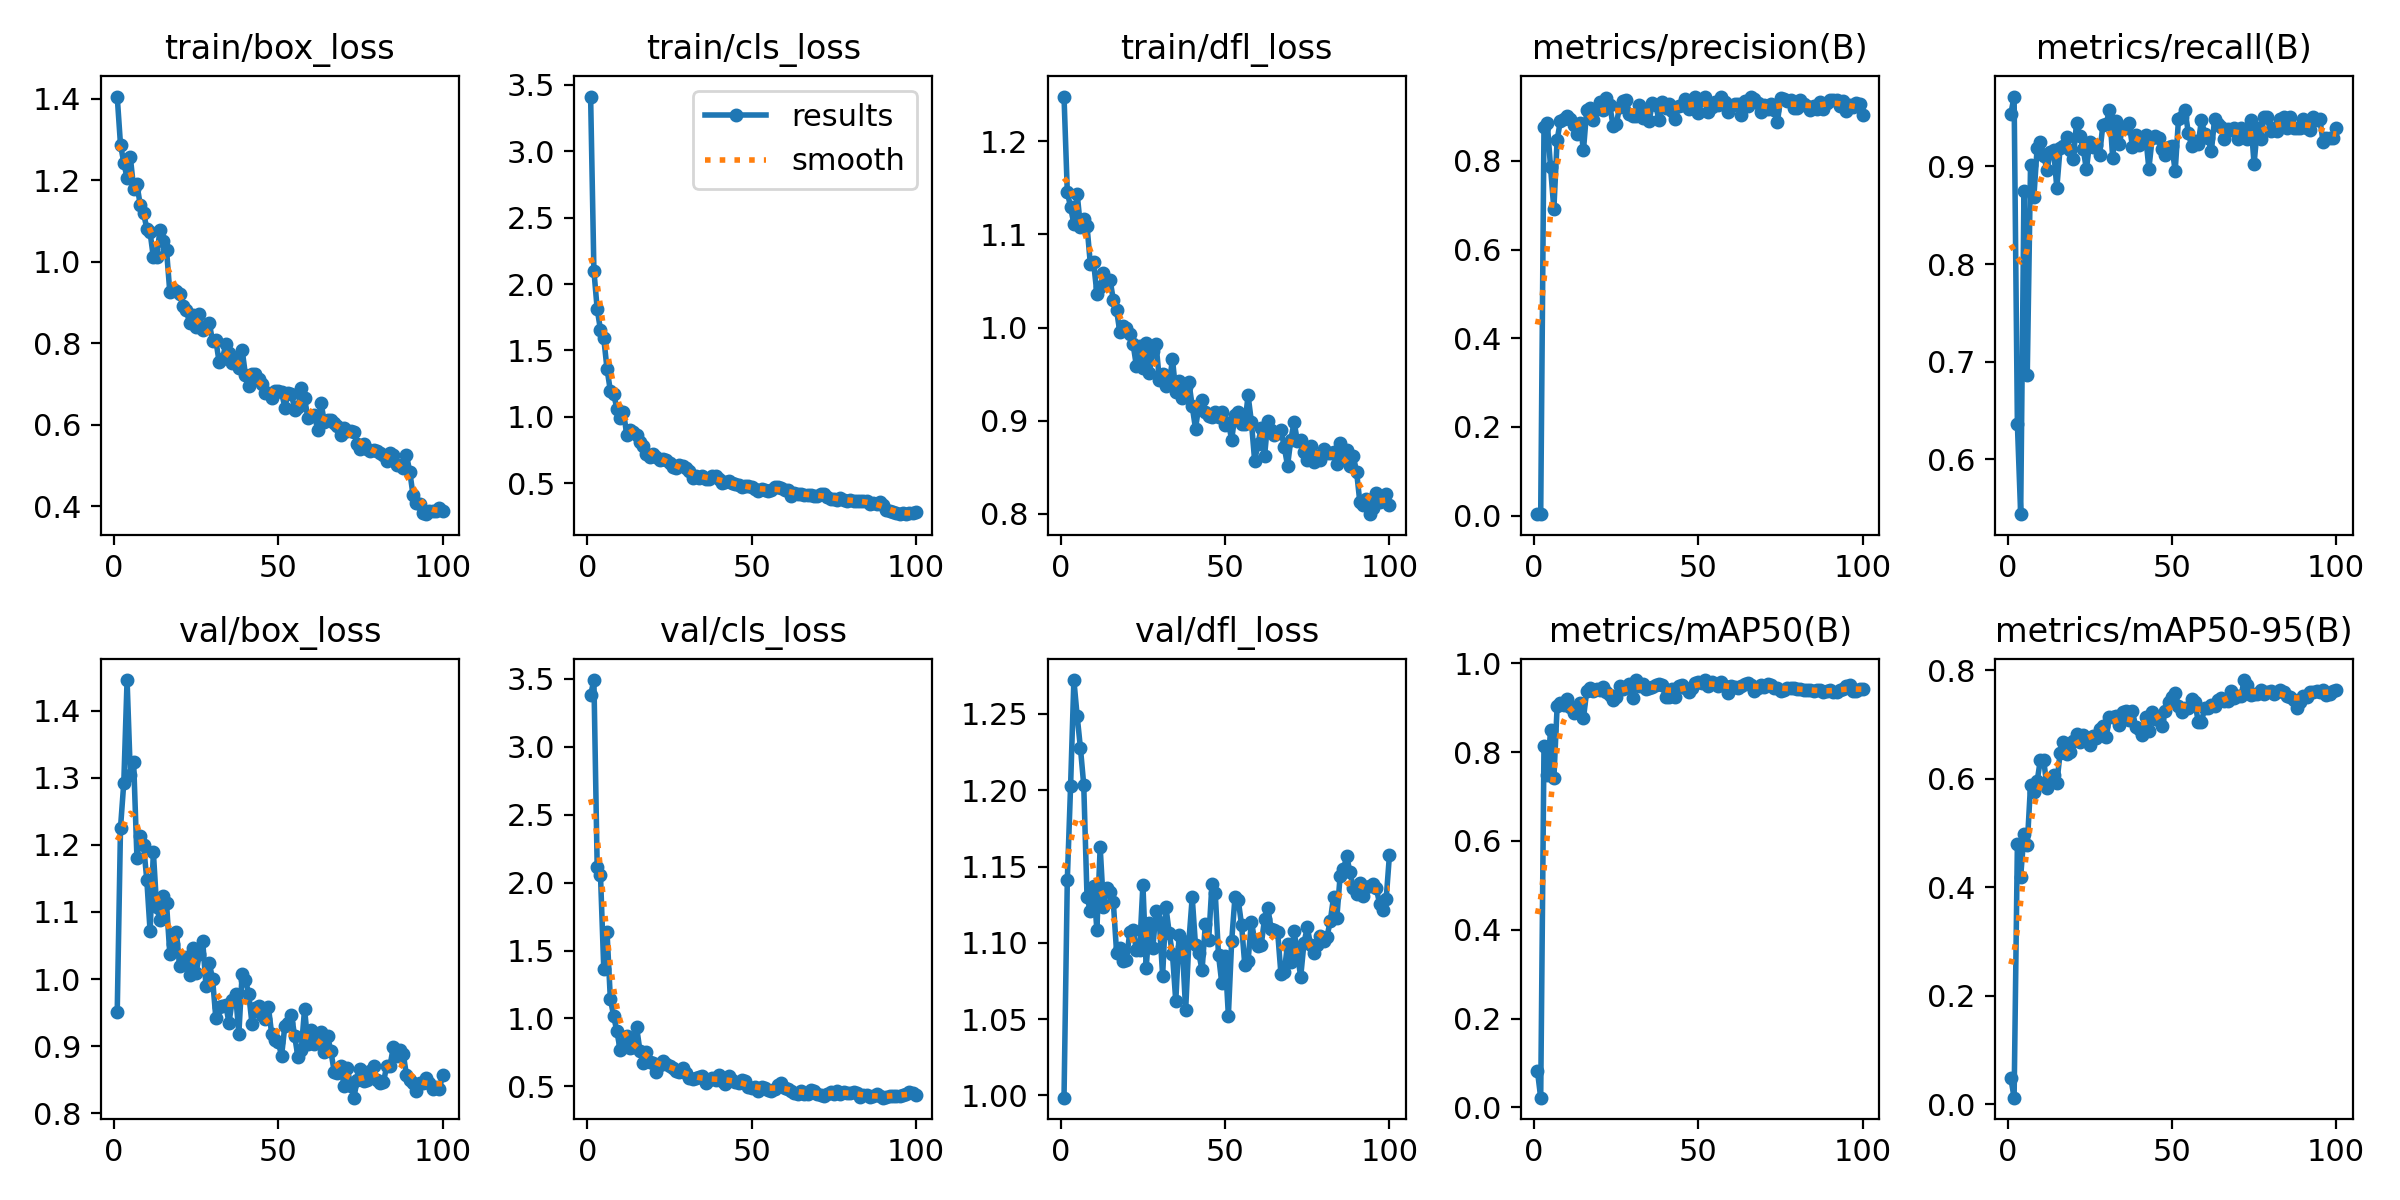 train/box_loss
1.4
1.2
1.0
0.8
0.6
0.4
0 50 100
train/cls_loss
3.5
3.0
2.5
2.0
1.5
1.0
0.5
0 50 100
results
smooth
train/dfl_loss
1.2
1.1
1.0
0.9
0.8
0 50 100
metrics/precision(B)
0.8
0.6
0.4
0.2
0.0
0 50 100
metrics/recall(B)
0.9
0.8
0.7
0.6
0 50 100
val/box_loss
1.4
1.3
1.2
1.1
1.0
0.9
0.8
0 50 100
val/cls_loss
3.5
3.0
2.5
2.0
1.5
1.0
0.5
0 50 100
val/dfl_loss
1.25
1.20
1.15
1.10
1.05
1.00
0 50 100
metrics/mAP50(B)
1.0
0.8
0.6
0.4
0.2
0.0
0 50 100
metrics/mAP50-95(B)
0.8
0.6
0.4
0.2
0.0
0 50 100